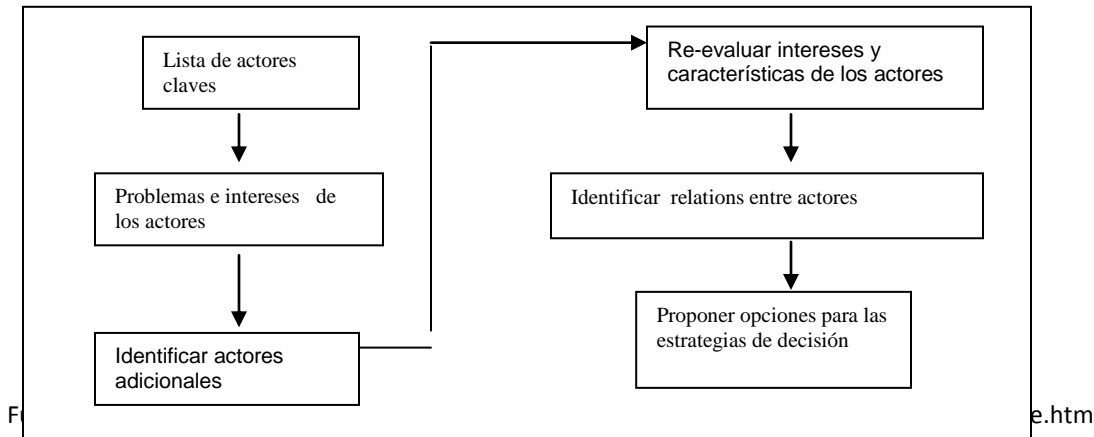 Lista de actores
claves
Problemas e intereses de
los actores
Identificar actores
adicionales
Re-evaluar intereses y
características de los actores
Identificar relations entre actores
Proponer opciones para las
estrategias de decisión
e.htm